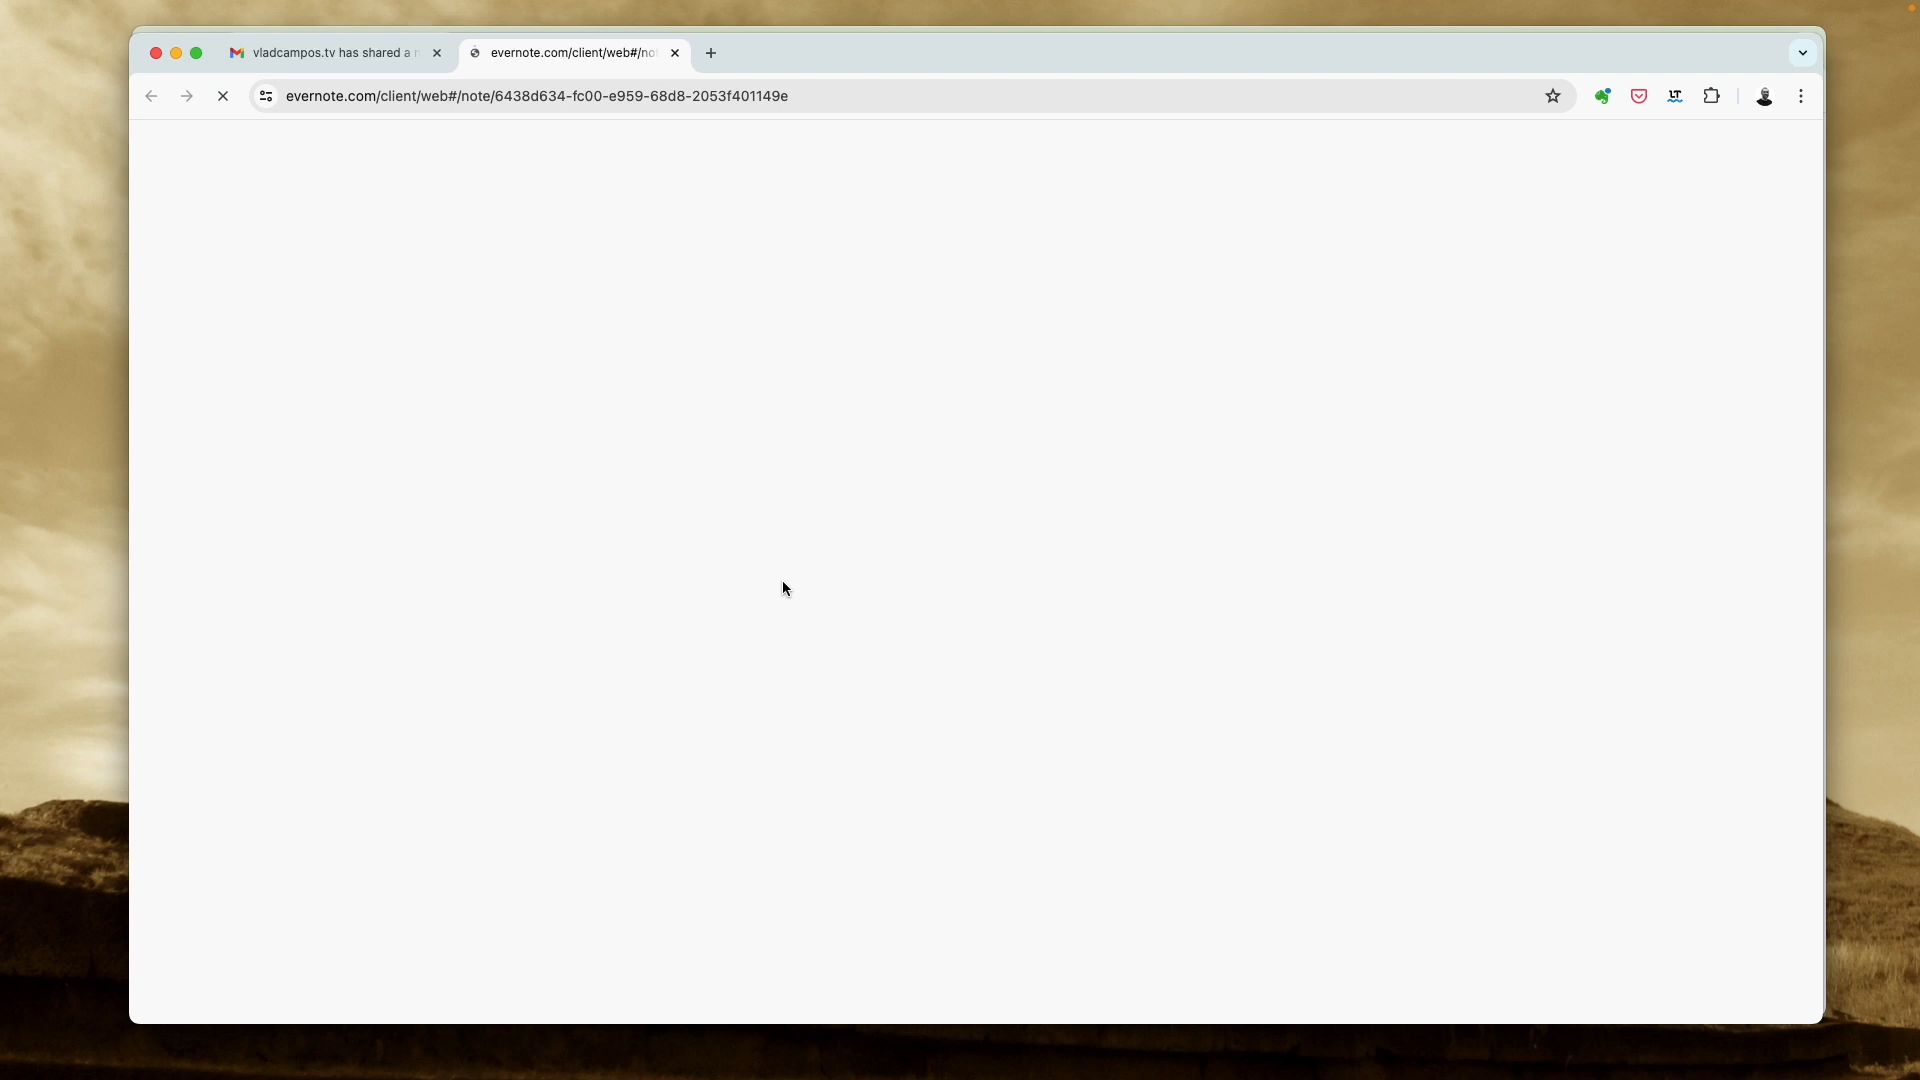 vladcampos.tv has shared a
evernote.com/client/web#/no
evernote.com/client/web#/note/6438d634-fc00-e959-68d8-2053f401149e
LT